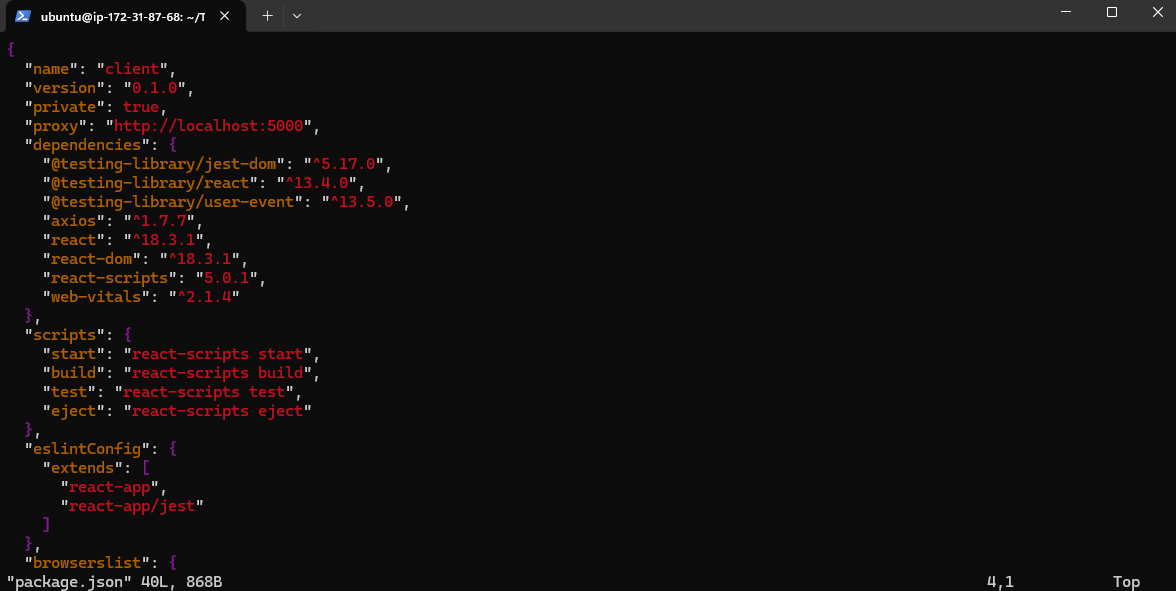 ubuntu@ip-172-31-87-68: ~/T
{
  "name": "client",
  "version": "0.1.0",
  "private": true,
  "proxy": "http://localhost:5000",
  "dependencies": {
    "@testing-library/jest-dom": "^5.17.0",
    "@testing-library/react": "^13.4.0",
    "@testing-library/user-event": "^13.5.0",
    "axios": "^1.7.7",
    "react": "^18.3.1",
    "react-dom": "^18.3.1",
    "react-scripts": "5.0.1",
    "web-vitals": "^2.1.4"
  },
  "scripts": {
    "start": "react-scripts start",
    "build": "react-scripts build",
    "test": "react-scripts test",
    "eject": "react-scripts eject"
  },
  "eslintConfig": {
    "extends": [
      "react-app",
      "react-app/jest"
    ]
  },
  "browserslist": {
"package.json" 40L, 868B 4,1 Top